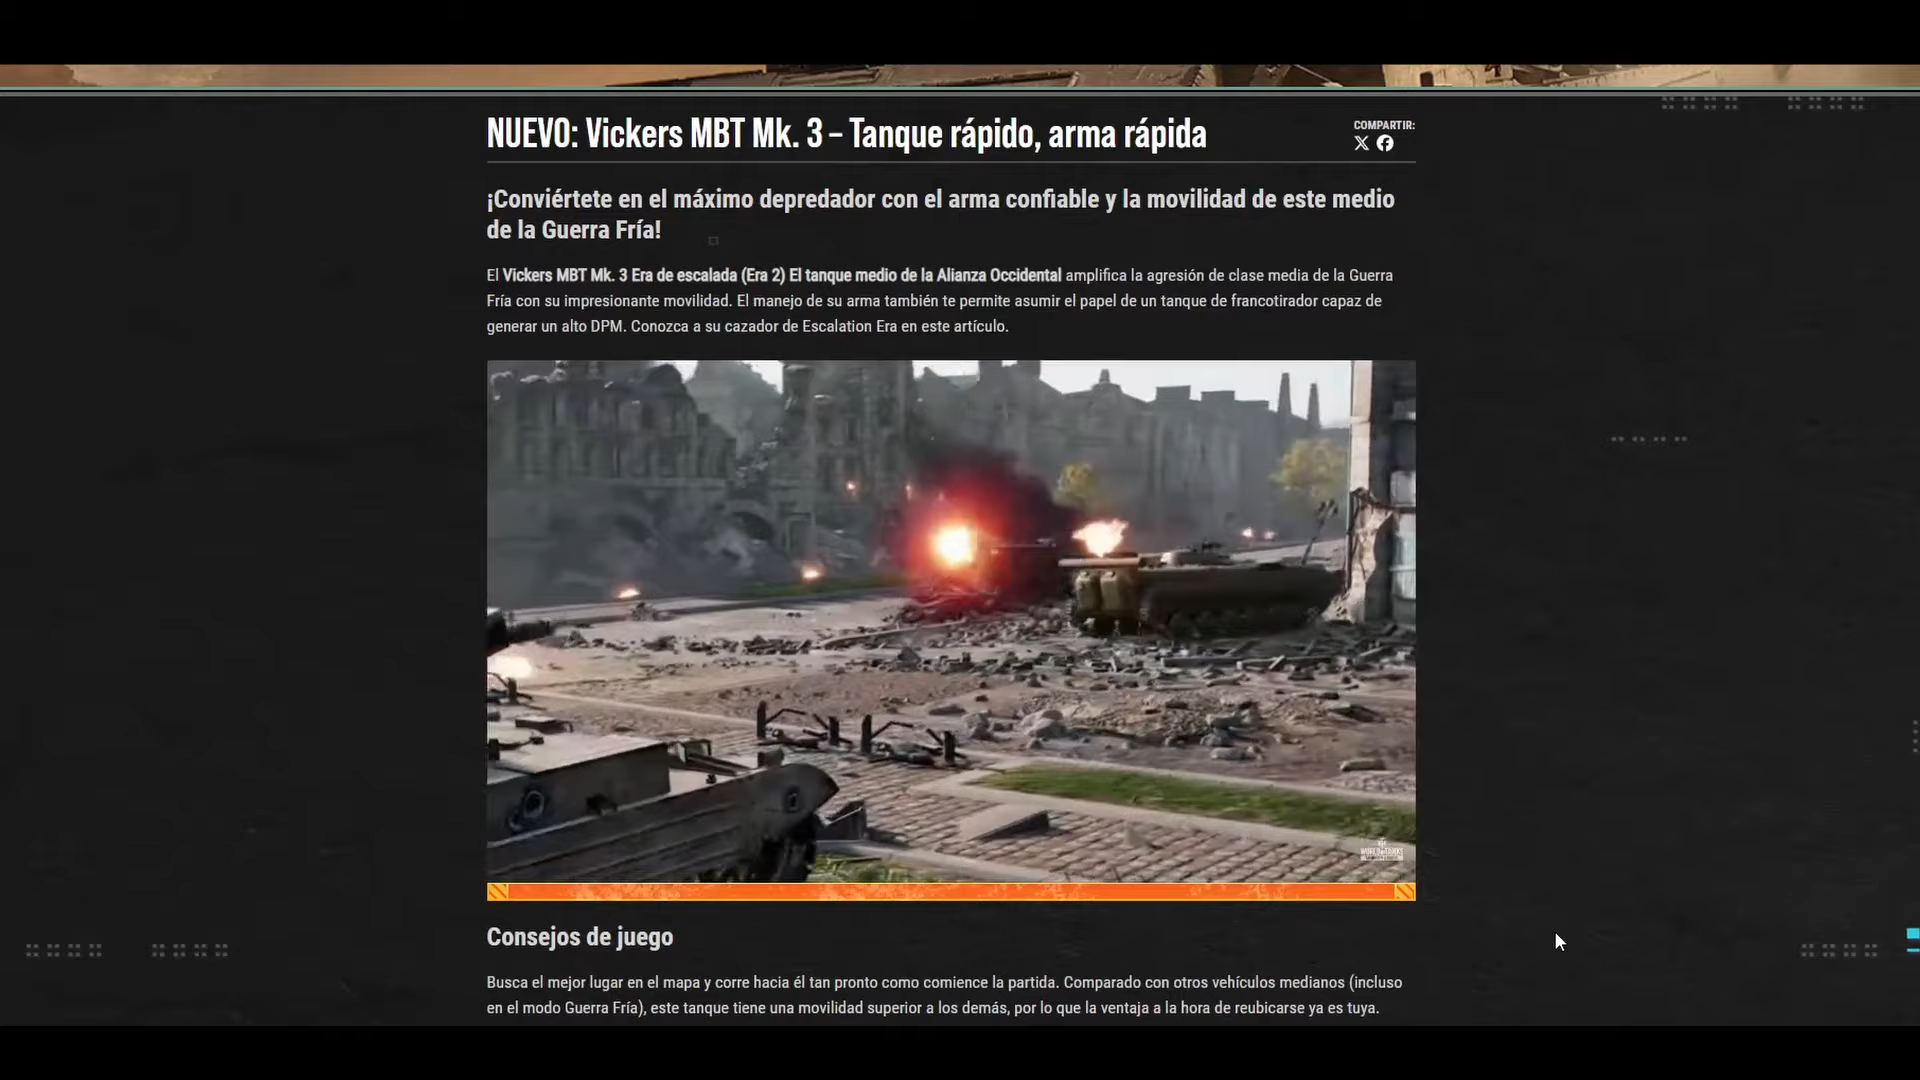 NUEVO: Vickers MBT Mk. 3 – Tanque rápido, arma rápida
COMPARTIR:
¡Conviértete en el máximo depredador con el arma confiable y la movilidad de este medio
de la Guerra Fría!
El Vickers MBT Mk. 3 Era de escalada (Era 2) El tanque medio de la Alianza Occidental amplifica la agresión de clase media de la Guerra
Fría con su impresionante movilidad. El manejo de su arma también te permite asumir el papel de un tanque de francotirador capaz de
generar un alto DPM. Conozca a su cazador de Escalation Era en este artículo.
WORLD OF TANKS
Consejos de juego
Busca el mejor lugar en el mapa y corre hacia él tan pronto como comience la partida. Comparado con otros vehículos medianos (incluso
en el modo Guerra Fría), este tanque tiene una movilidad superior a los demás, por lo que la ventaja a la hora de reubicarse ya es tuya.